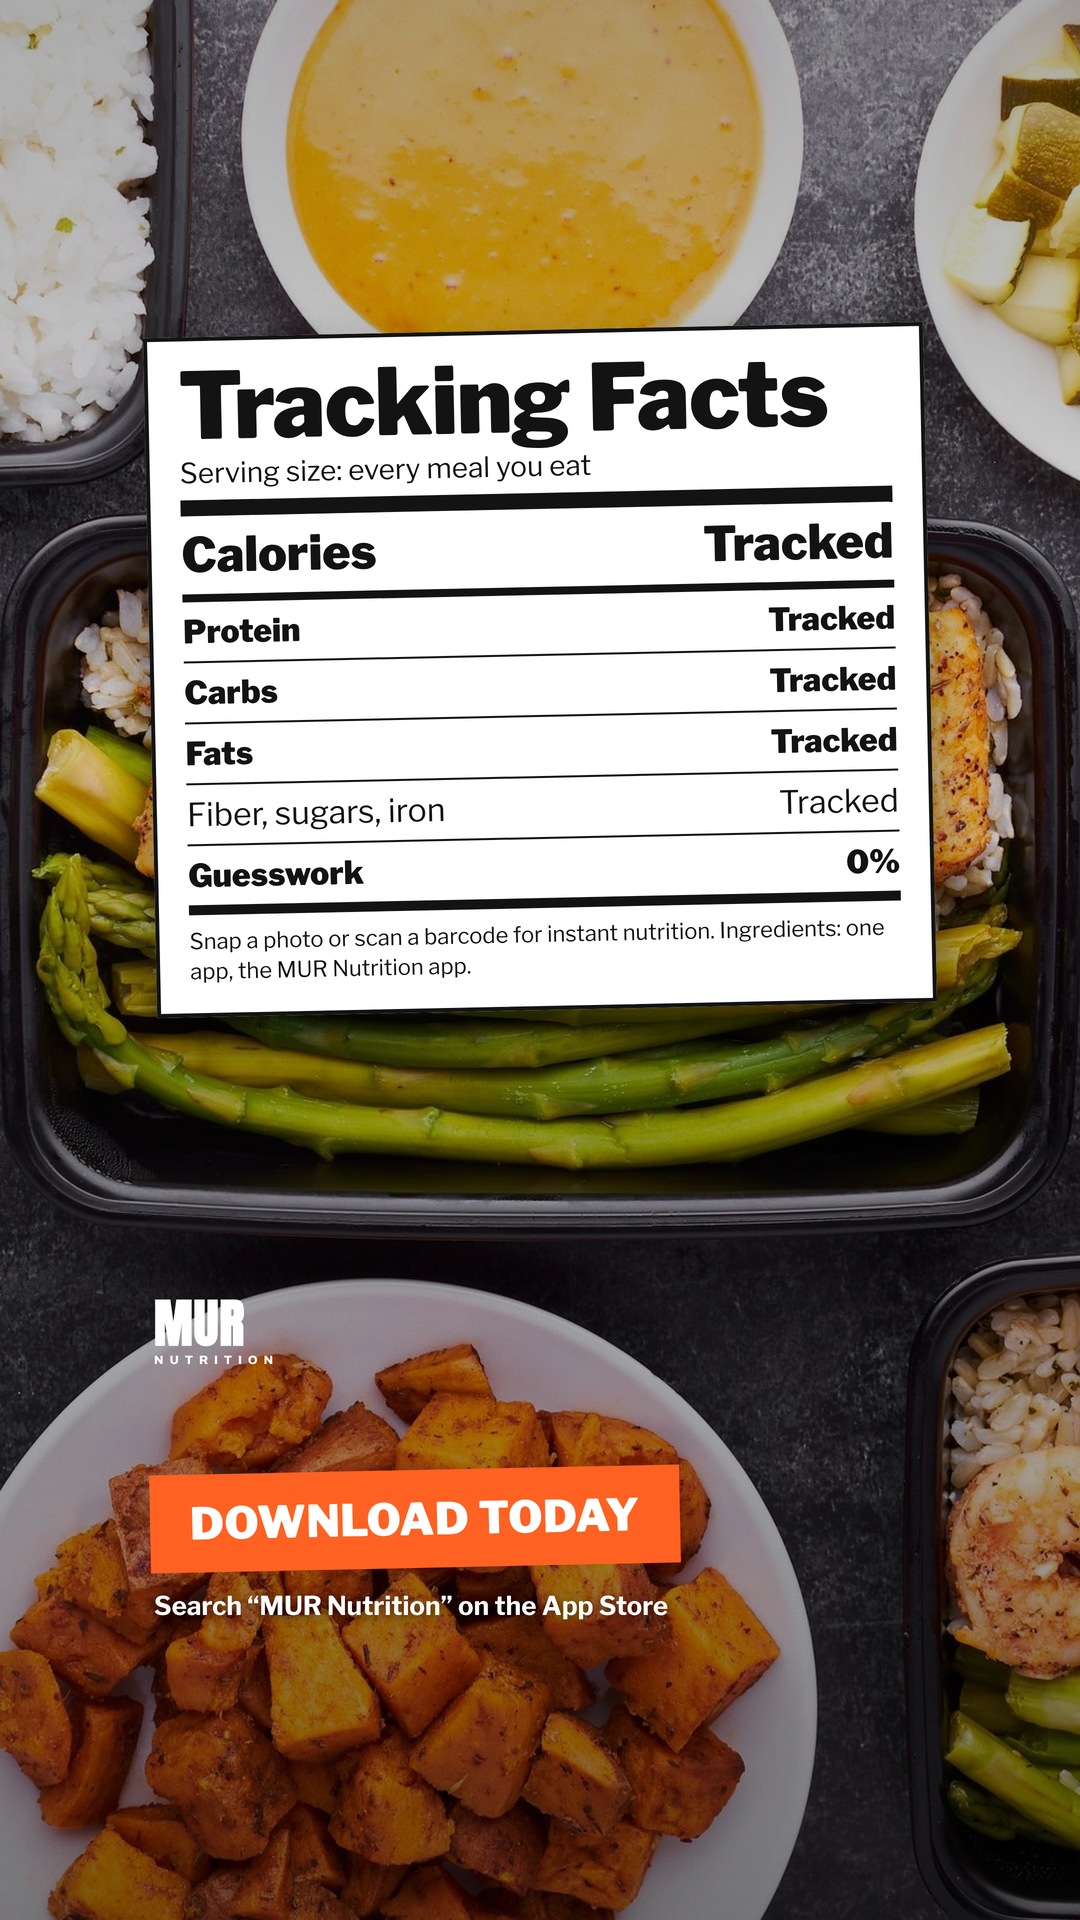 Tracking Facts
Serving size: every meal you eat
Calories Tracked
Protein Tracked
Carbs Tracked
Fats Tracked
Fiber, sugars, iron Tracked
Guesswork 0%
Snap a photo or scan a barcode for instant nutrition. Ingredients: one
app, the MUR Nutrition app.
MUR
NUTRITION
DOWNLOAD TODAY
Search “MUR Nutrition” on the App Store